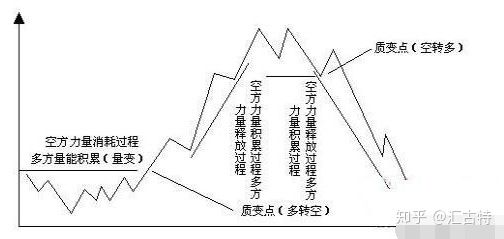 质变点（空转多）
空方力量消耗过程
多方量能积累（量变）
空方力量积累过程多方
力量释放过程
空方力量释放过程多方
力量积累过程
质变点（多转空）
知乎 @汇古特